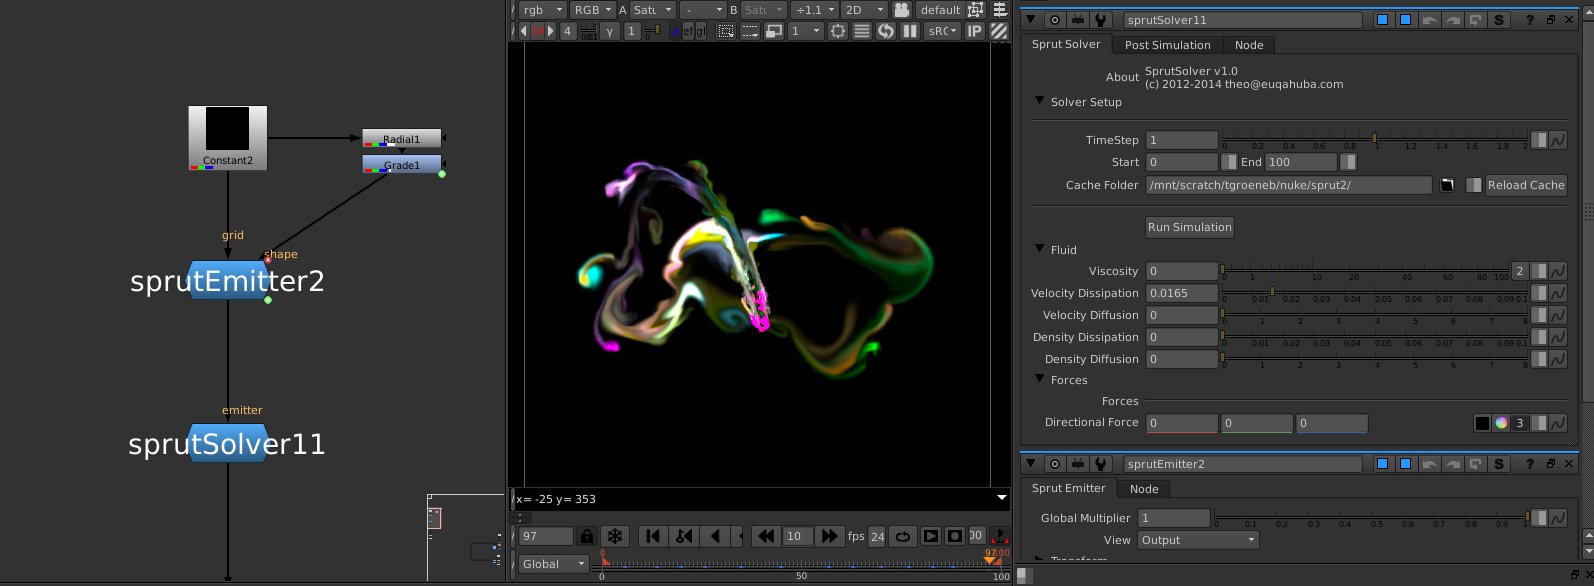 Constant2
Radial1
Grade1
grid
shape
sprutEmitter2
emitter
sprutSolver11
rgb RGB A - B ÷1.1 2D default
4 γ 1 1 sRC IP
x= -25 y= 353
97 10 fps 24
Global 0 50 97 100
sprutSolver11 S ?
Sprut Solver Post Simulation Node
About SprutSolver v1.0
(c) 2012-2014 theo@euqahuba.com
Solver Setup
TimeStep 1 0 0.2 0.4 0.6 0.8 1 1.2 1.4 1.6 1.8 2
Start 0 End 100
Cache Folder /mnt/scratch/tgroeneb/nuke/sprut2/ Reload Cache
Run Simulation
Fluid
Viscosity 0 0 1 5 10 20 40 60 80 100 2
Velocity Dissipation 0.0165 0 0.01 0.02 0.03 0.04 0.05 0.06 0.07 0.08 0.09 0.1
Velocity Diffusion 0 0 1 2 3 4 5 6 7 8
Density Dissipation 0 0 0.01 0.02 0.03 0.04 0.05 0.06 0.07 0.08 0.09 0.1
Density Diffusion 0 0 1 2 3 4 5 6 7 8
Forces
Forces
Directional Force 0 0 0 3
sprutEmitter2 S ?
Sprut Emitter Node
Global Multiplier 1 0 0.1 0.2 0.3 0.4 0.5 0.6 0.7 0.8 0.9
View Output